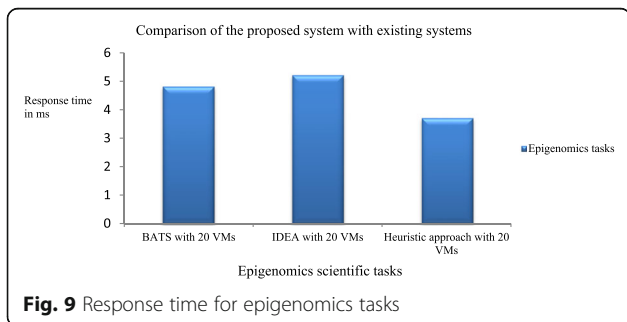 Comparison of the proposed system with existing systems
6
5
4
3
2
1
0
Response time
in ms
BATS with 20 VMs
IDEA with 20 VMs
Heuristic approach with 20
VMs
Epigenomics tasks
Epigenomics scientific tasks
Fig. 9 Response time for epigenomics tasks